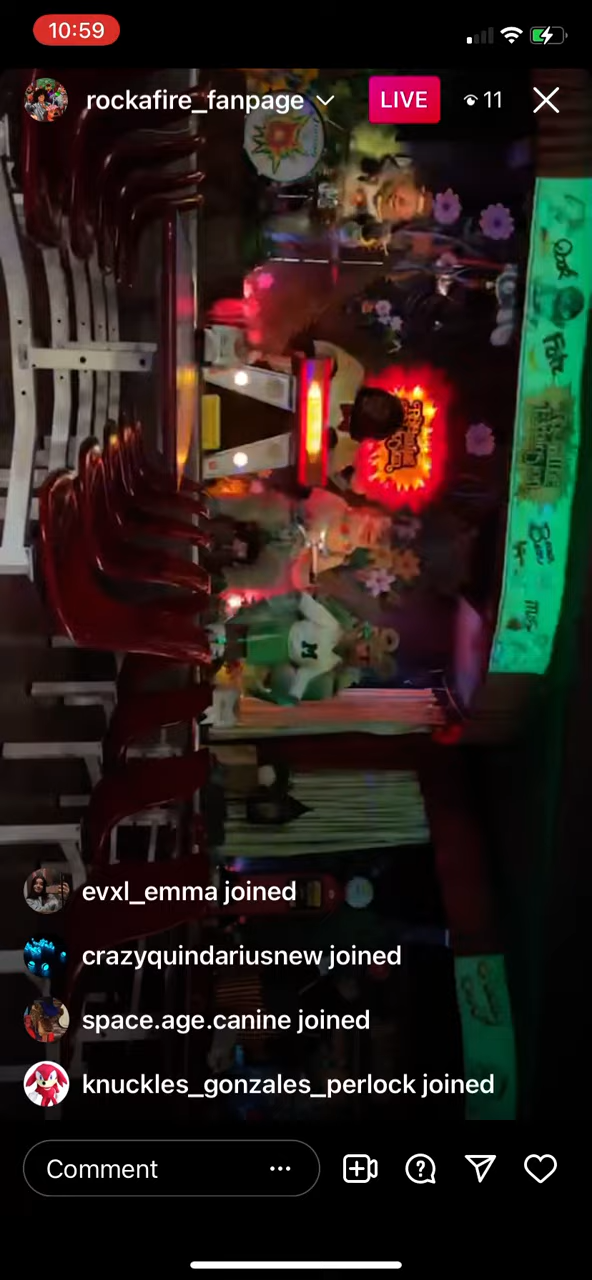 10:59
rockafire_fanpage
LIVE
11
M
evxl_emma joined
crazyquindariusnew joined
space.age.canine joined
knuckles_gonzales_perlock joined
Comment